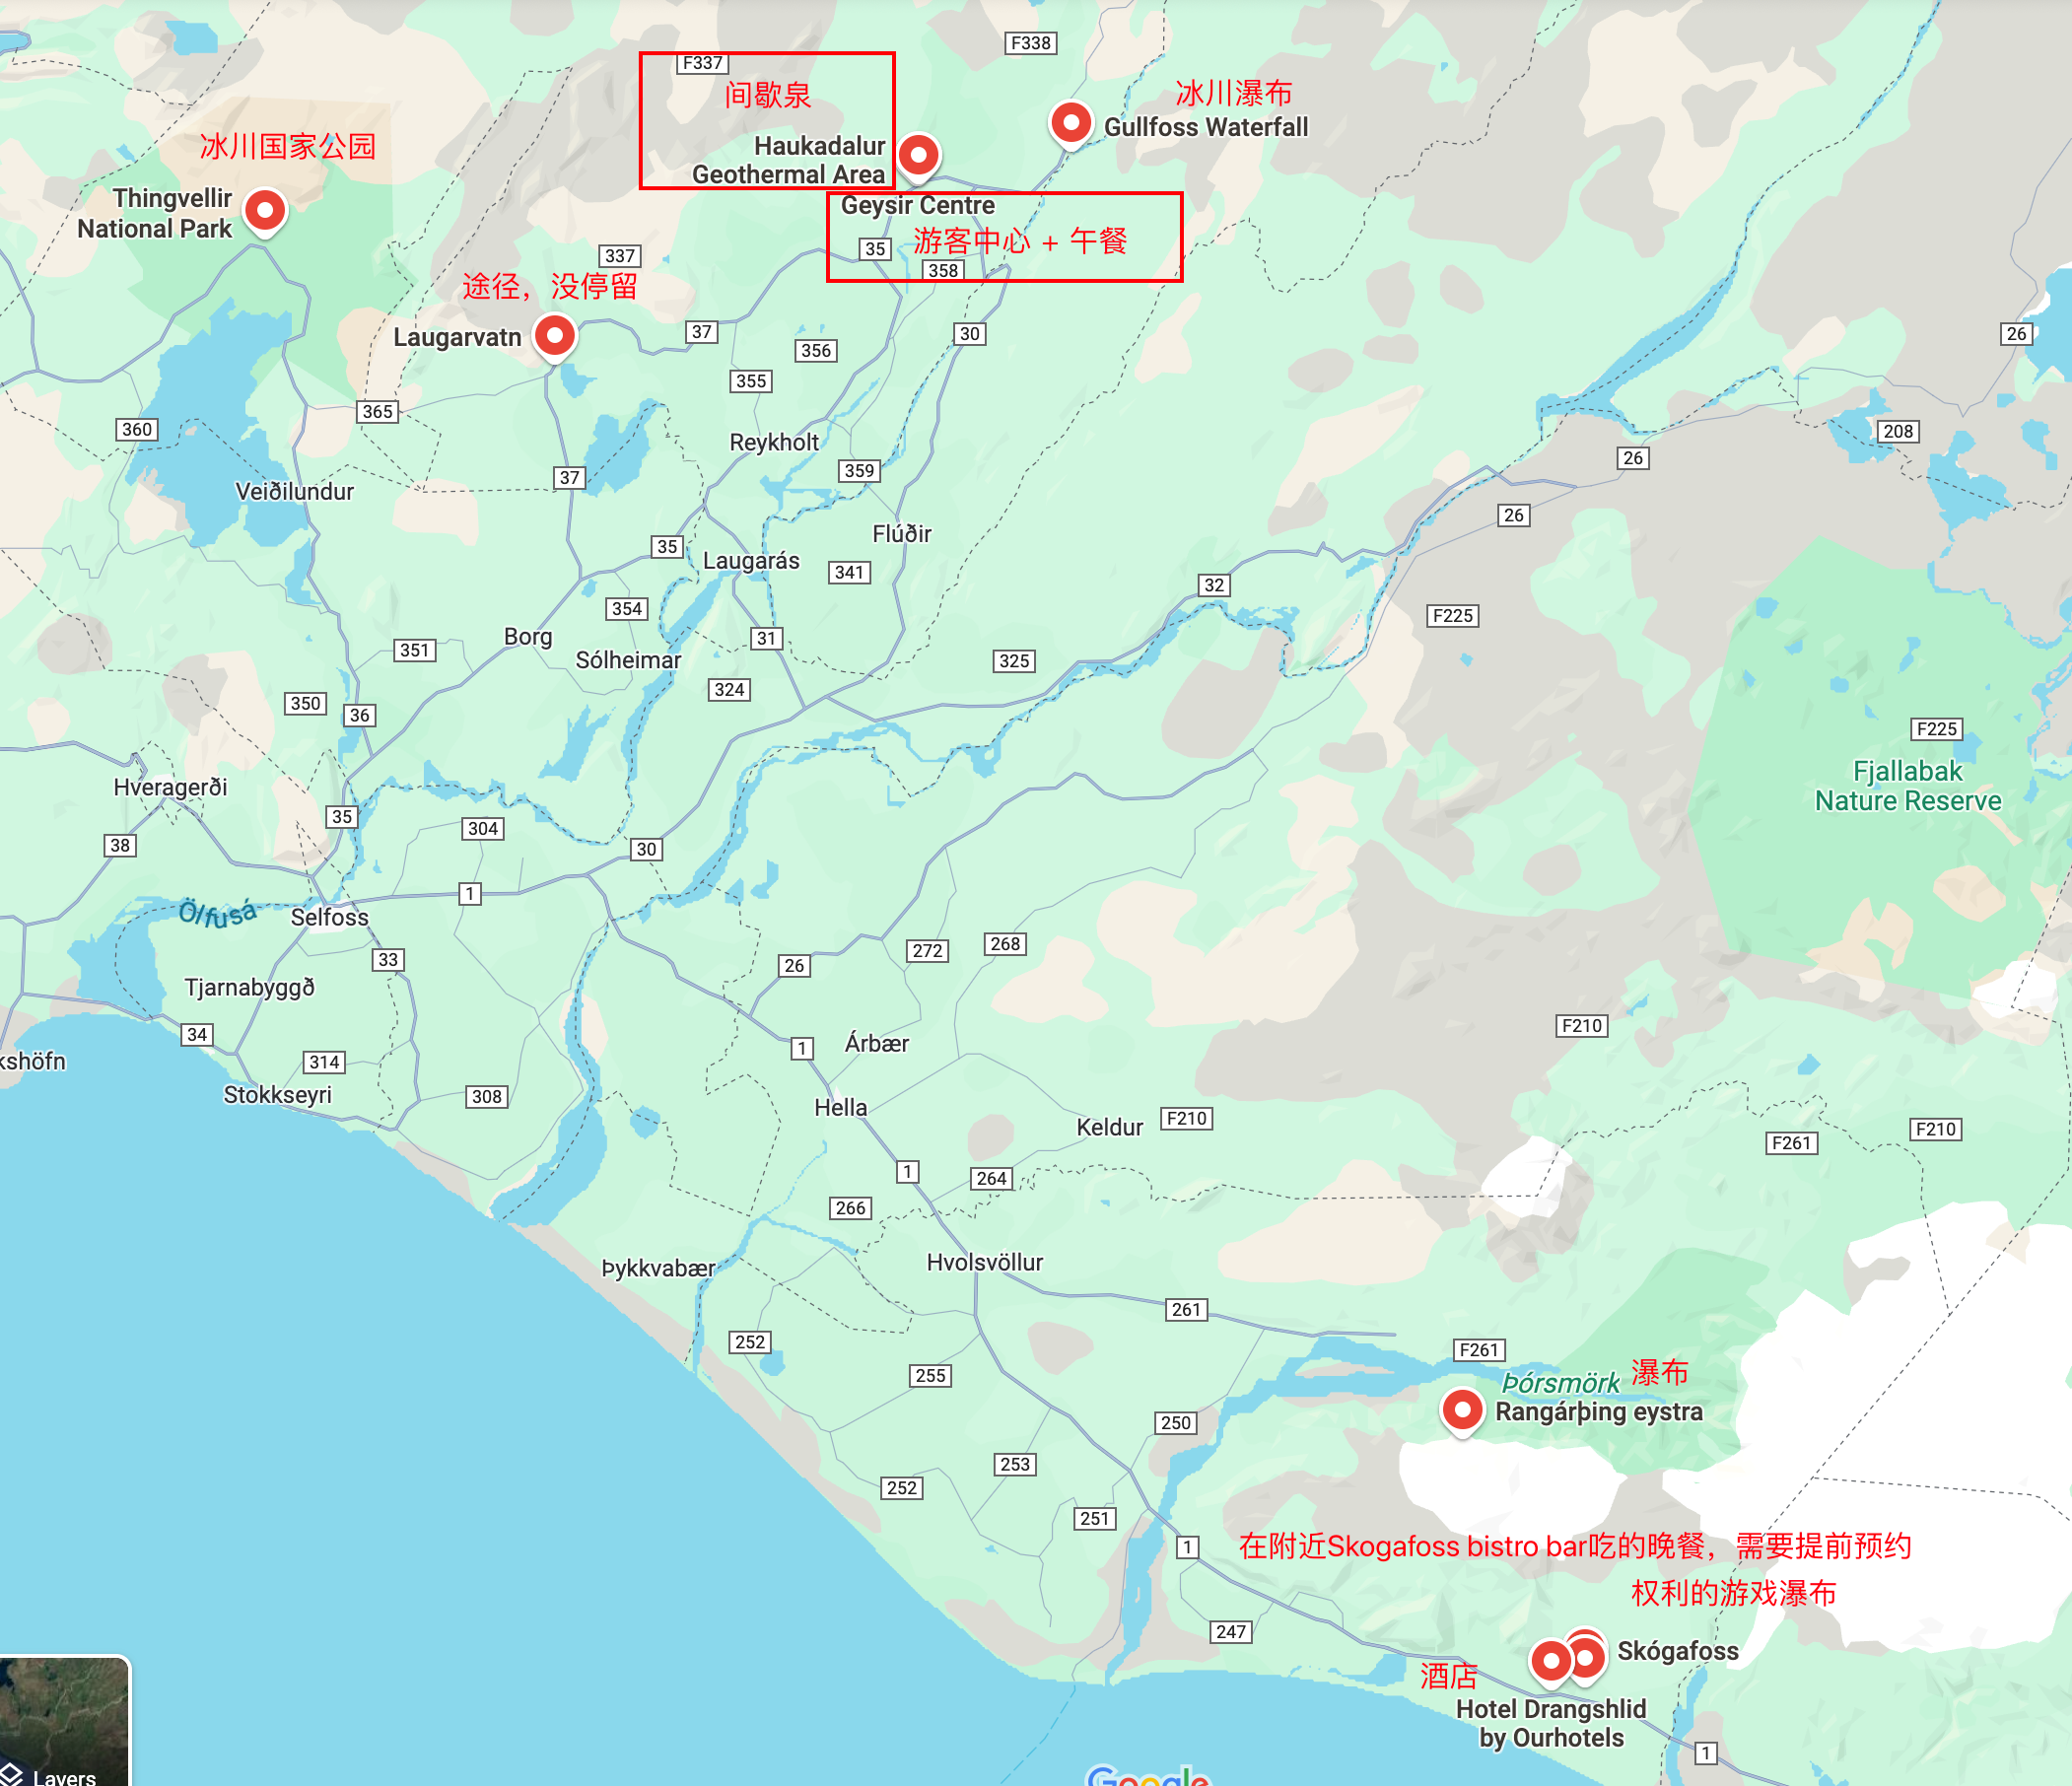 F338
F337
间歇泉
冰川瀑布
Gullfoss Waterfall
冰川国家公园
Haukadalur
Geothermal Area
Thingvellir
National Park
Geysir Centre
游客中心 + 午餐
35
337
358
途径，没停留
Laugarvatn
37
30
26
356
355
365
360
Reykholt
208
26
359
37
Veiðilundur
26
Flúðir
35
Laugarás
341
32
354
F225
Borg
31
351
Sólheimar
325
324
350
36
F225
Fjallabak
Nature Reserve
Hveragerði
35
304
38
30
1
Ölfusá
Selfoss
272
268
33
26
Tjarnabyggð
F210
34
1
Árbær
kshöfn
314
Stokkseyri
308
Hella
Keldur
F210
F261
F210
1
264
266
Hvolsvöllur
Þykkvabær
261
252
F261
瀑布
255
Þórsmörk
Rangárþing eystra
250
253
252
251
1
在附近Skogafoss bistro bar吃的晚餐，需要提前预约
权利的游戏瀑布
247
Skógafoss
酒店
Hotel Drangshlid
by Ourhotels
1
Layers
Google